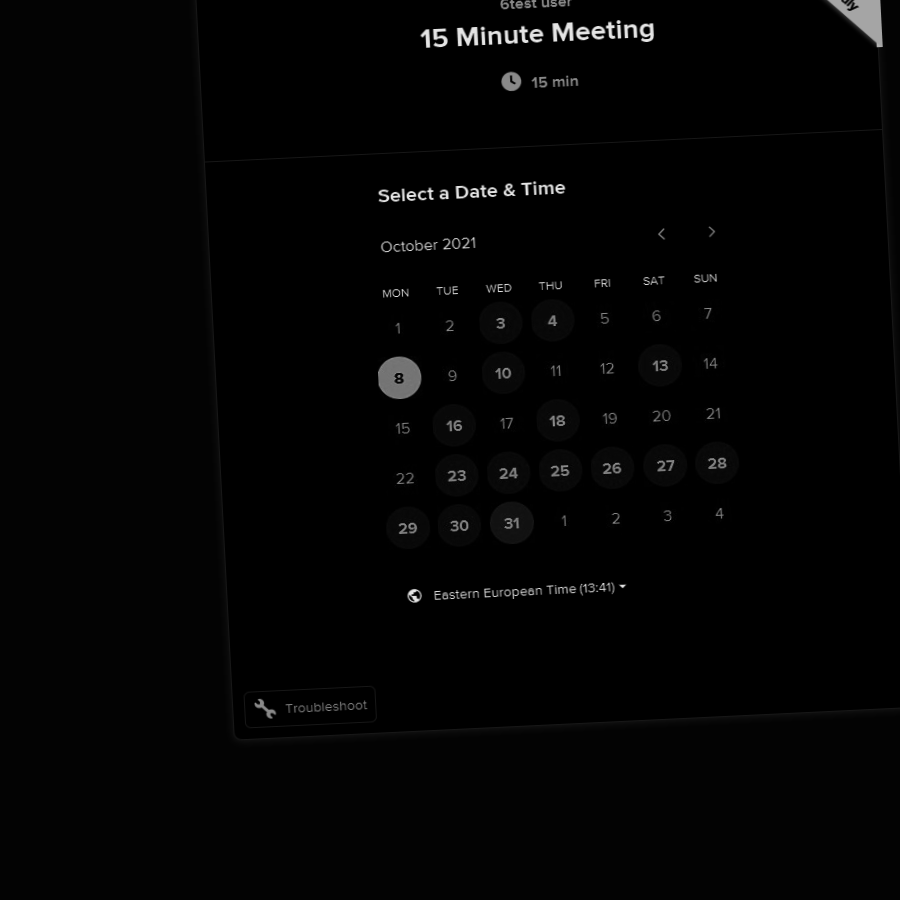 6test user
15 Minute Meeting
15 min
Select a Date & Time
October 2021
MON TUE WED THU FRI SAT SUN
1 2 3 4 5 6 7
8 9 10 11 12 13 14
15 16 17 18 19 20 21
22 23 24 25 26 27 28
29 30 31 1 2 3 4
Eastern European Time (13:41)
Troubleshoot